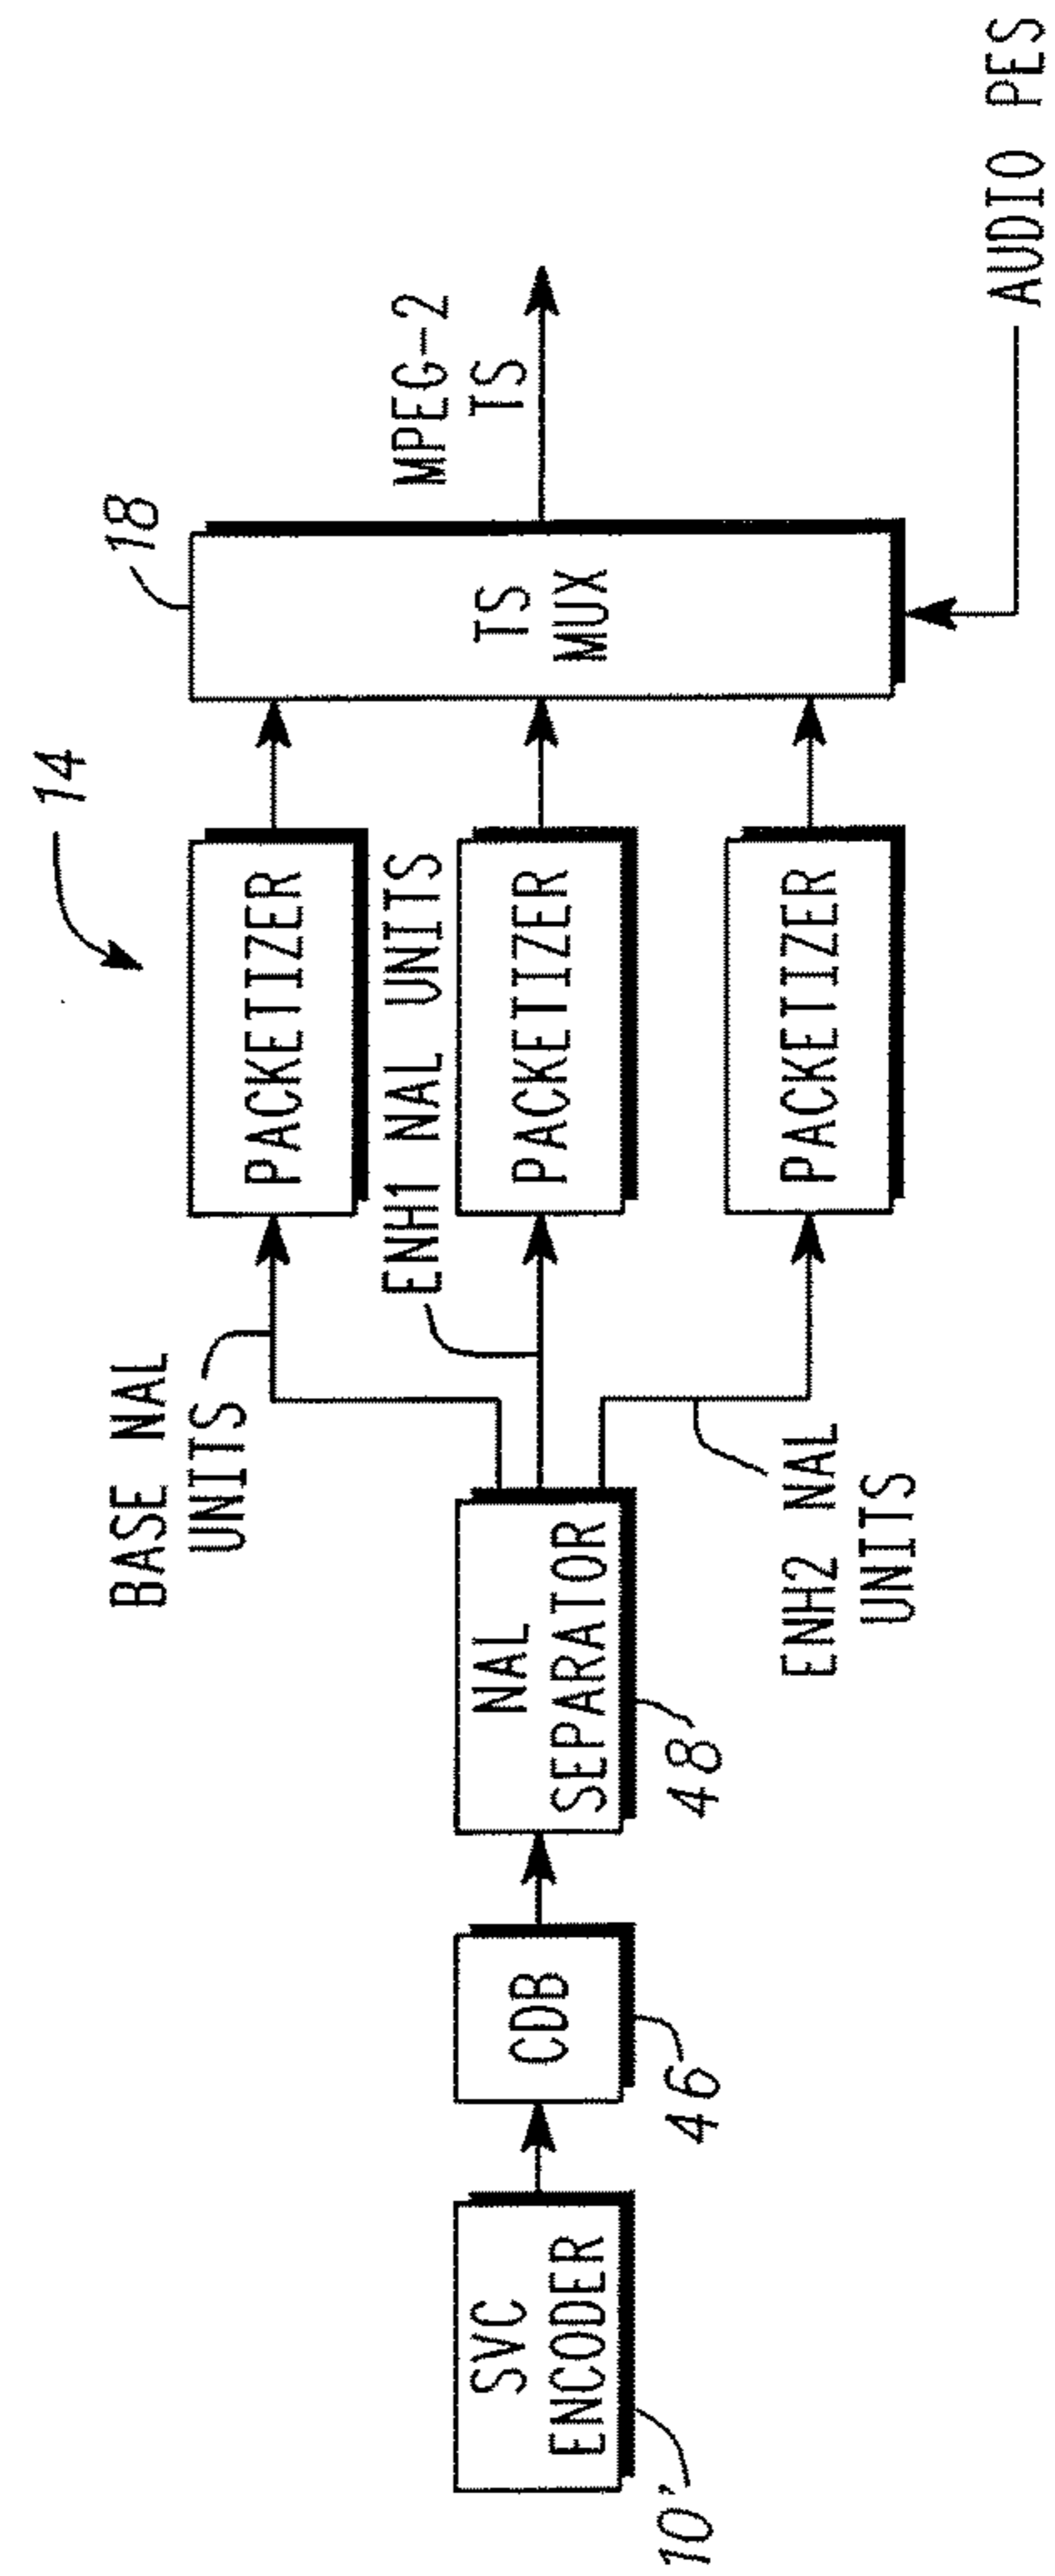 10'
SVC
ENCODER
46
CDB
48
NAL
SEPARATOR
BASE NAL
UNITS
ENH1 NAL UNITS
ENH2 NAL
UNITS
14
PACKETIZER
PACKETIZER
PACKETIZER
18
TS
MUX
MPEG-2
TS
AUDIO PES